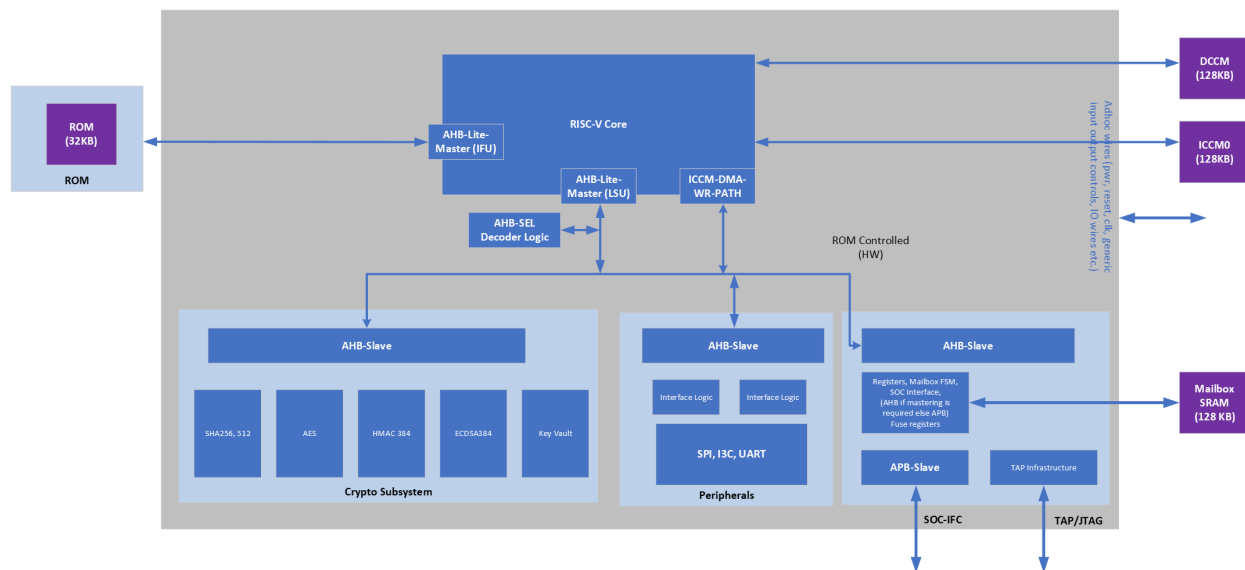 DCCM
(128KB)
ROM
(32KB)
ROM
RISC-V Core
AHB-Lite-
Master (IFU)
AHB-Lite-
Master (LSU)
ICCM-DMA-
WR-PATH
ICCM0
(128KB)
Adhoc wires (pwr, reset, clk, generic
input output controls, IO wires etc.)
AHB-SEL
Decoder Logic
ROM Controlled
(HW)
AHB-Slave
SHA256, 512
AES
HMAC 384
ECDSA384
Key Vault
Crypto Subsystem
AHB-Slave
Interface Logic
Interface Logic
SPI, I3C, UART
Peripherals
AHB-Slave
Registers, Mailbox FSM,
SOC Interface,
(AHB if mastering is
required else APB)
Fuse registers
Mailbox
SRAM
(128 KB)
APB-Slave
TAP Infrastructure
SOC-IFC
TAP/JTAG